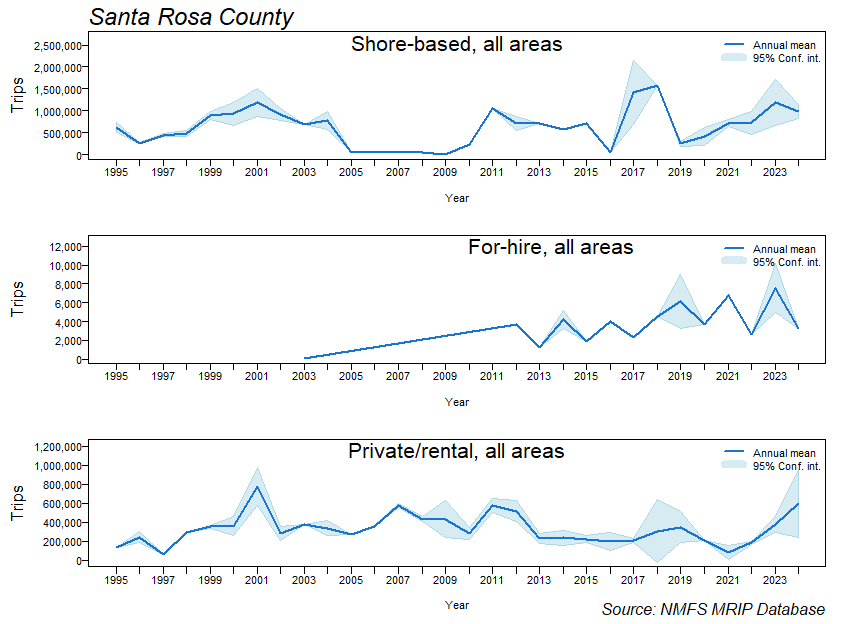 Santa Rosa County
Shore-based, all areas
Annual mean
95% Conf. int.
Trips
2,500,000
2,000,000
1,500,000
1,000,000
500,000
0
1995 1997 1999 2001 2003 2005 2007 2009 2011 2013 2015 2017 2019 2021 2023
Year
For-hire, all areas
Annual mean
95% Conf. int.
Trips
12,000
10,000
8,000
6,000
4,000
2,000
0
1995 1997 1999 2001 2003 2005 2007 2009 2011 2013 2015 2017 2019 2021 2023
Year
Private/rental, all areas
Annual mean
95% Conf. int.
Trips
1,200,000
1,000,000
800,000
600,000
400,000
200,000
0
1995 1997 1999 2001 2003 2005 2007 2009 2011 2013 2015 2017 2019 2021 2023
Year
Source: NMFS MRIP Database